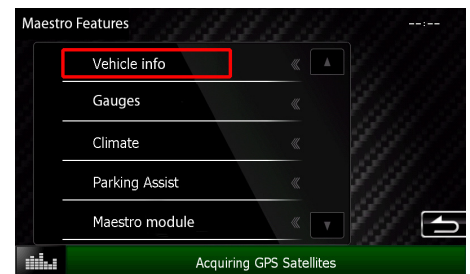 Maestro Features
--:--
Vehicle info
Gauges
Climate
Parking Assist
Maestro module
Acquiring GPS Satellites